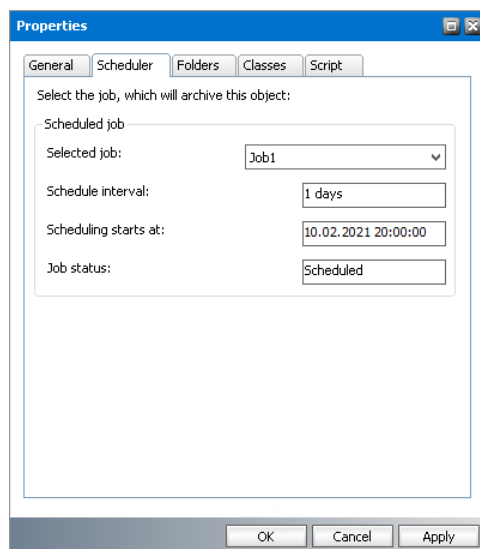 Properties
General Scheduler Folders Classes Script
Select the job, which will archive this object:
Scheduled job
Selected job: Job1
Schedule interval: 1 days
Scheduling starts at: 10.02.2021 20:00:00
Job status: Scheduled
OK Cancel Apply